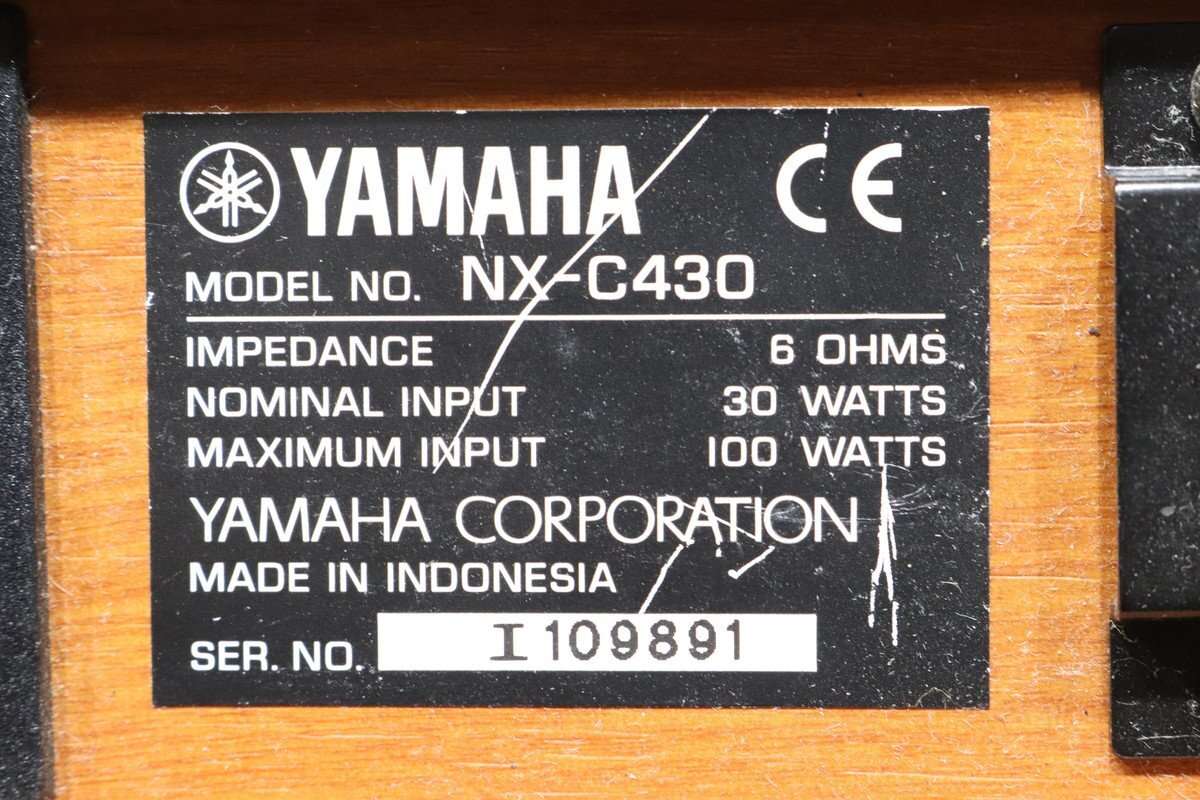 YAMAHA CE
MODEL NO. NX-C430
IMPEDANCE 6 OHMS
NOMINAL INPUT 30 WATTS
MAXIMUM INPUT 100 WATTS
YAMAHA CORPORATION
MADE IN INDONESIA
SER. NO. I109891